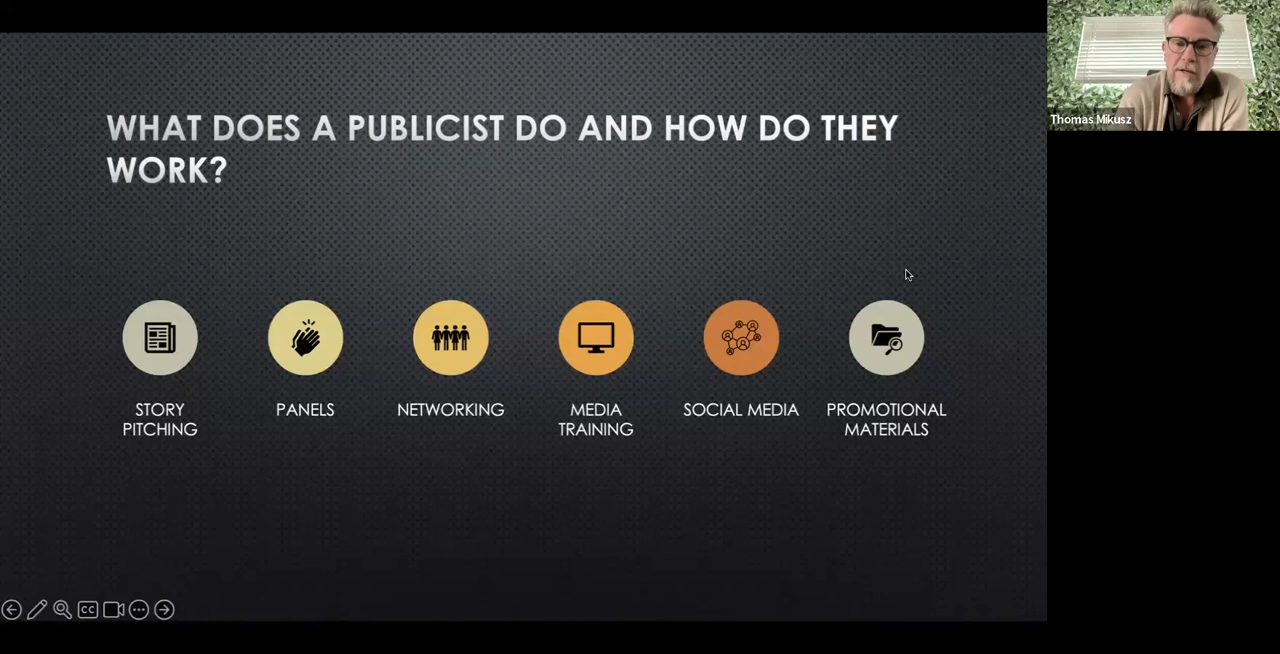 WHAT DOES A PUBLICIST DO AND HOW DO THEY
WORK?
STORY
PITCHING
PANELS
NETWORKING
MEDIA
TRAINING
SOCIAL MEDIA
PROMOTIONAL
MATERIALS
Thomas Mikusz
CC